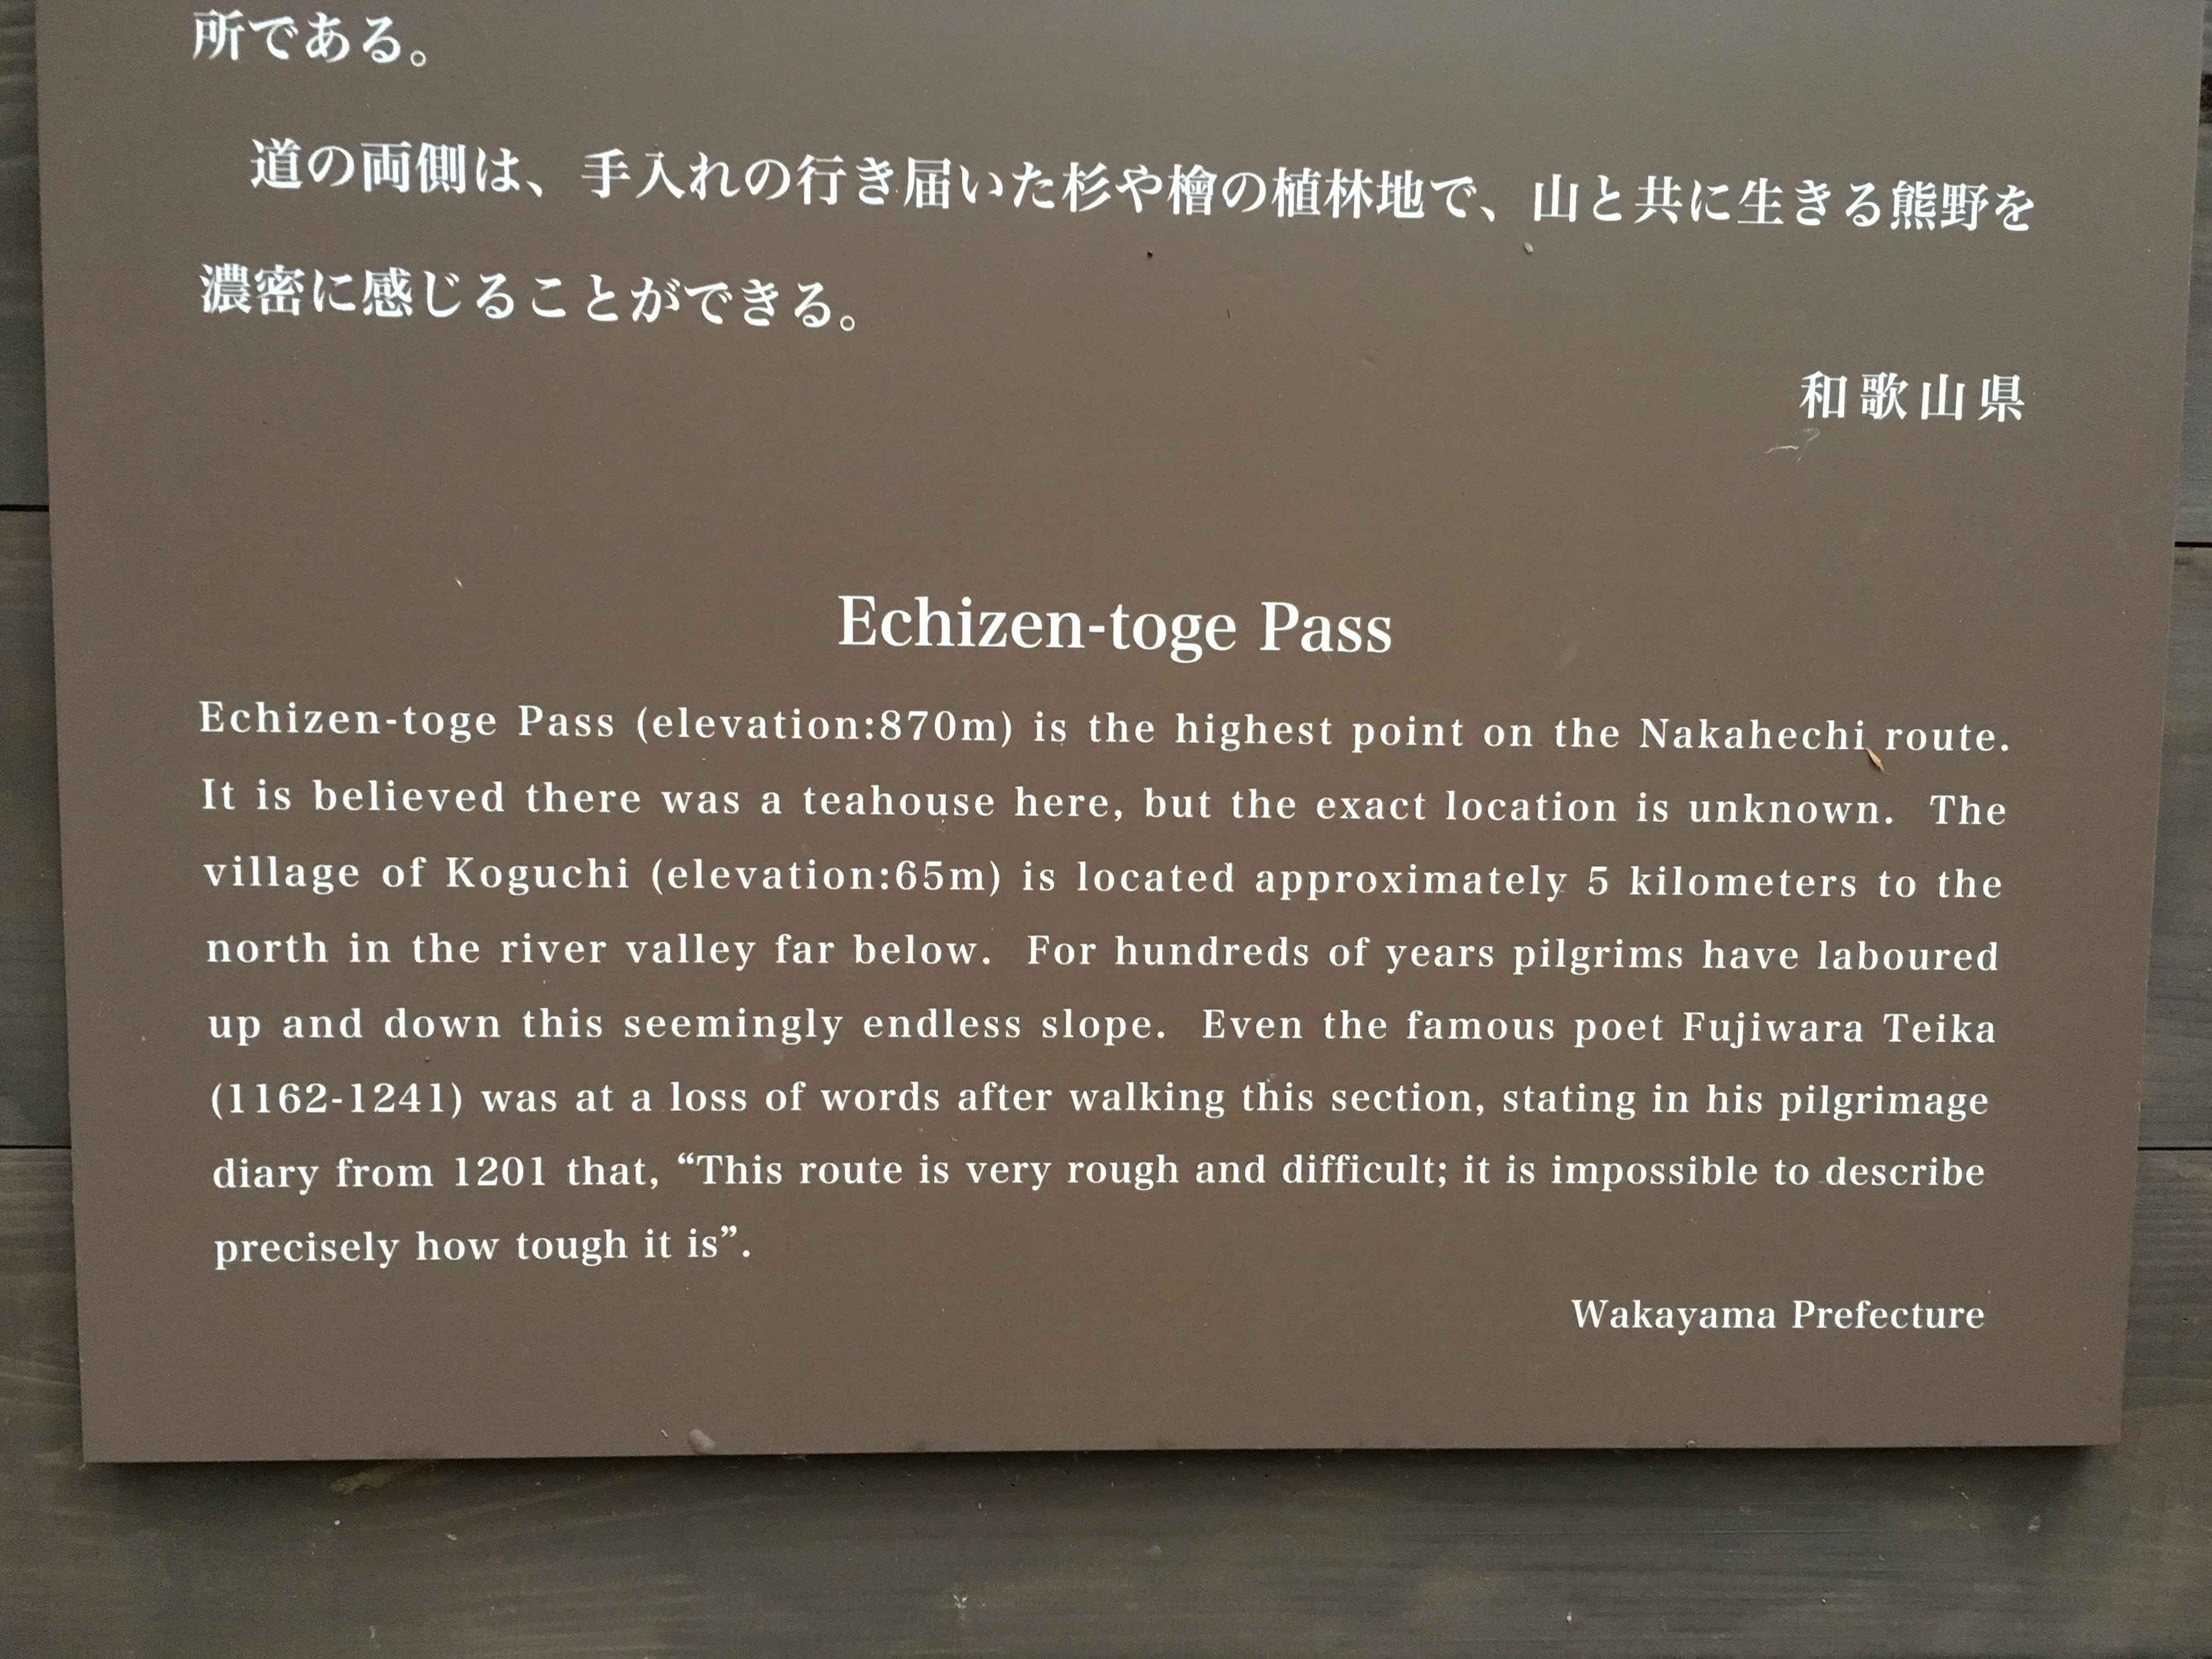 所である。
道の両側は、手入れの行き届いた杉や檜の植林地で、山と共に生きる熊野を
濃密に感じることができる。
和歌山県
Echizen-toge Pass
Echizen-toge Pass (elevation:870m) is the highest point on the Nakahechi route.
It is believed there was a teahouse here, but the exact location is unknown. The
village of Koguchi (elevation:65m) is located approximately 5 kilometers to the
north in the river valley far below. For hundreds of years pilgrims have laboured
up and down this seemingly endless slope. Even the famous poet Fujiwara Teika
(1162-1241) was at a loss of words after walking this section, stating in his pilgrimage
diary from 1201 that, “This route is very rough and difficult; it is impossible to describe
precisely how tough it is”.
Wakayama Prefecture